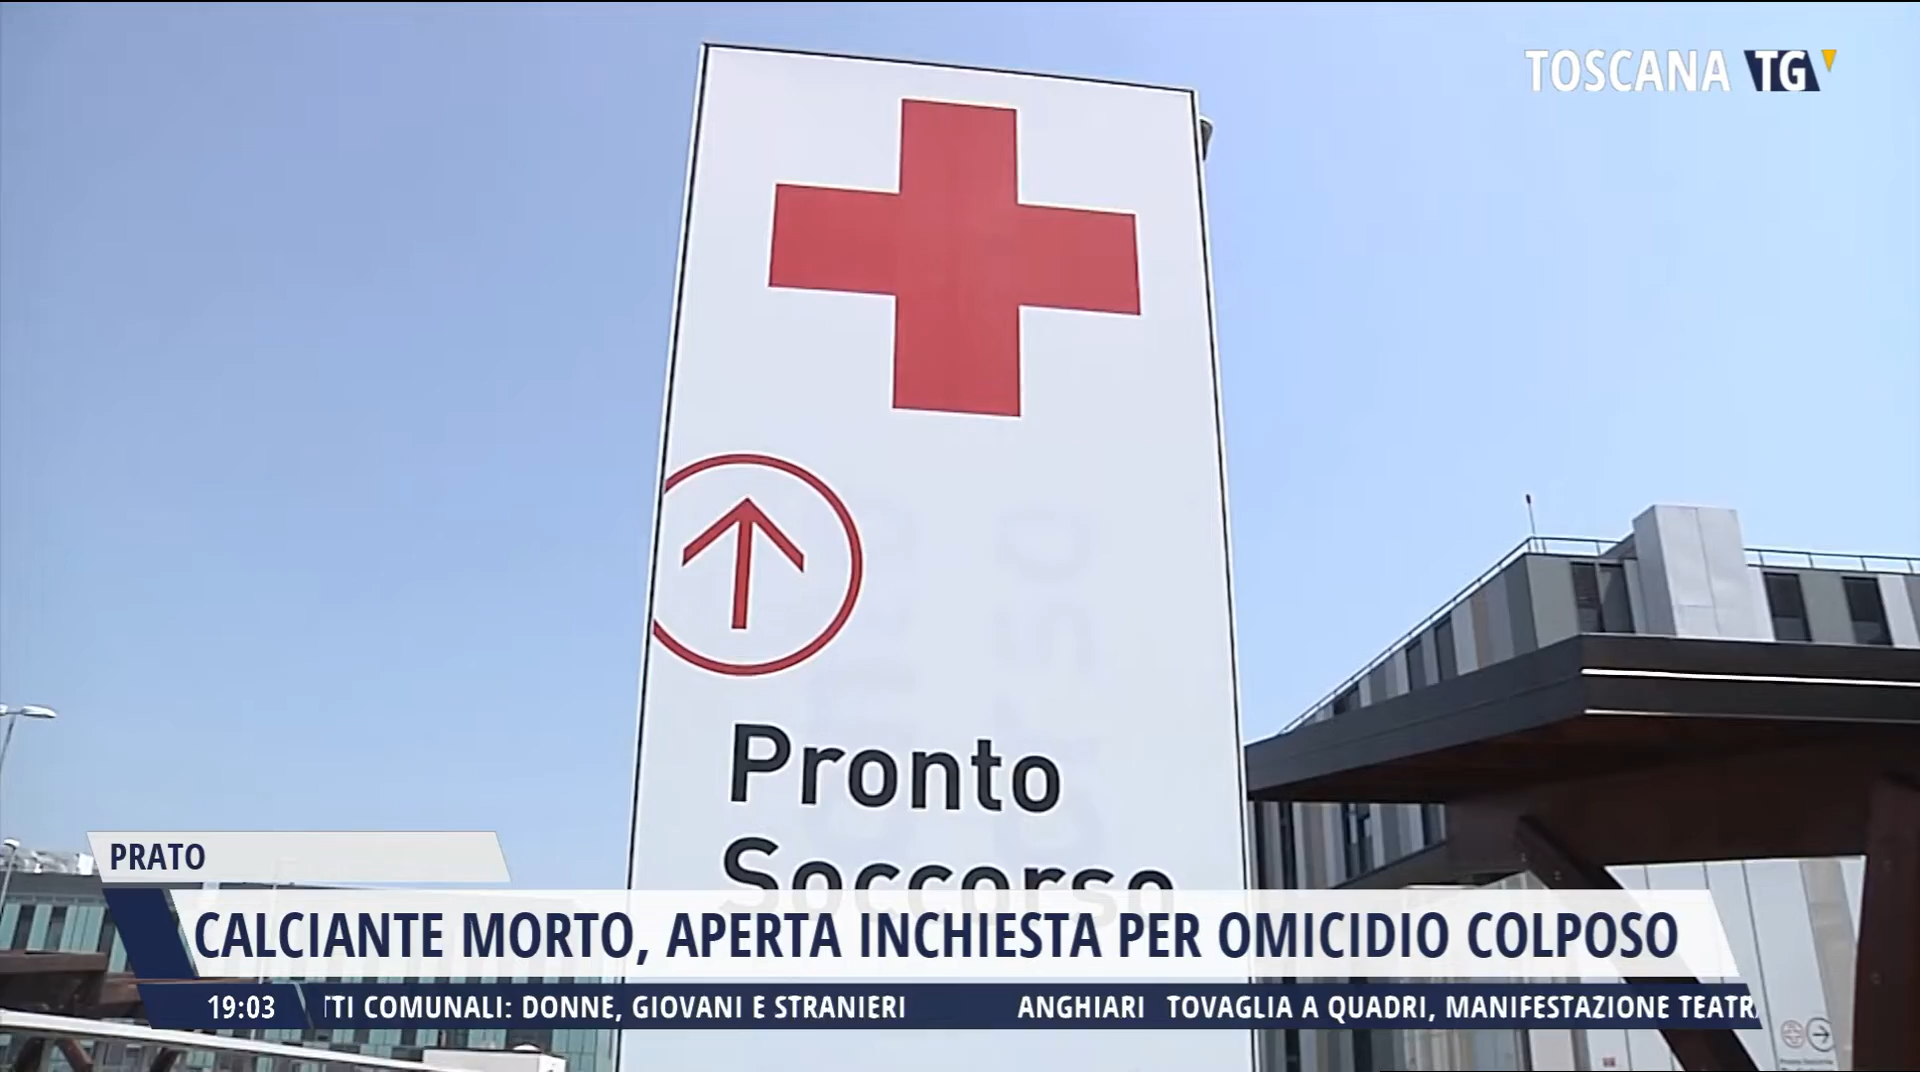 TOSCANA TG
Pronto
Soccorso
PRATO
CALCIANTE MORTO, APERTA INCHIESTA PER OMICIDIO COLPOSO
19:03 TTI COMUNALI: DONNE, GIOVANI E STRANIERI ANGHIARI TOVAGLIA A QUADRI, MANIFESTAZIONE TEATR